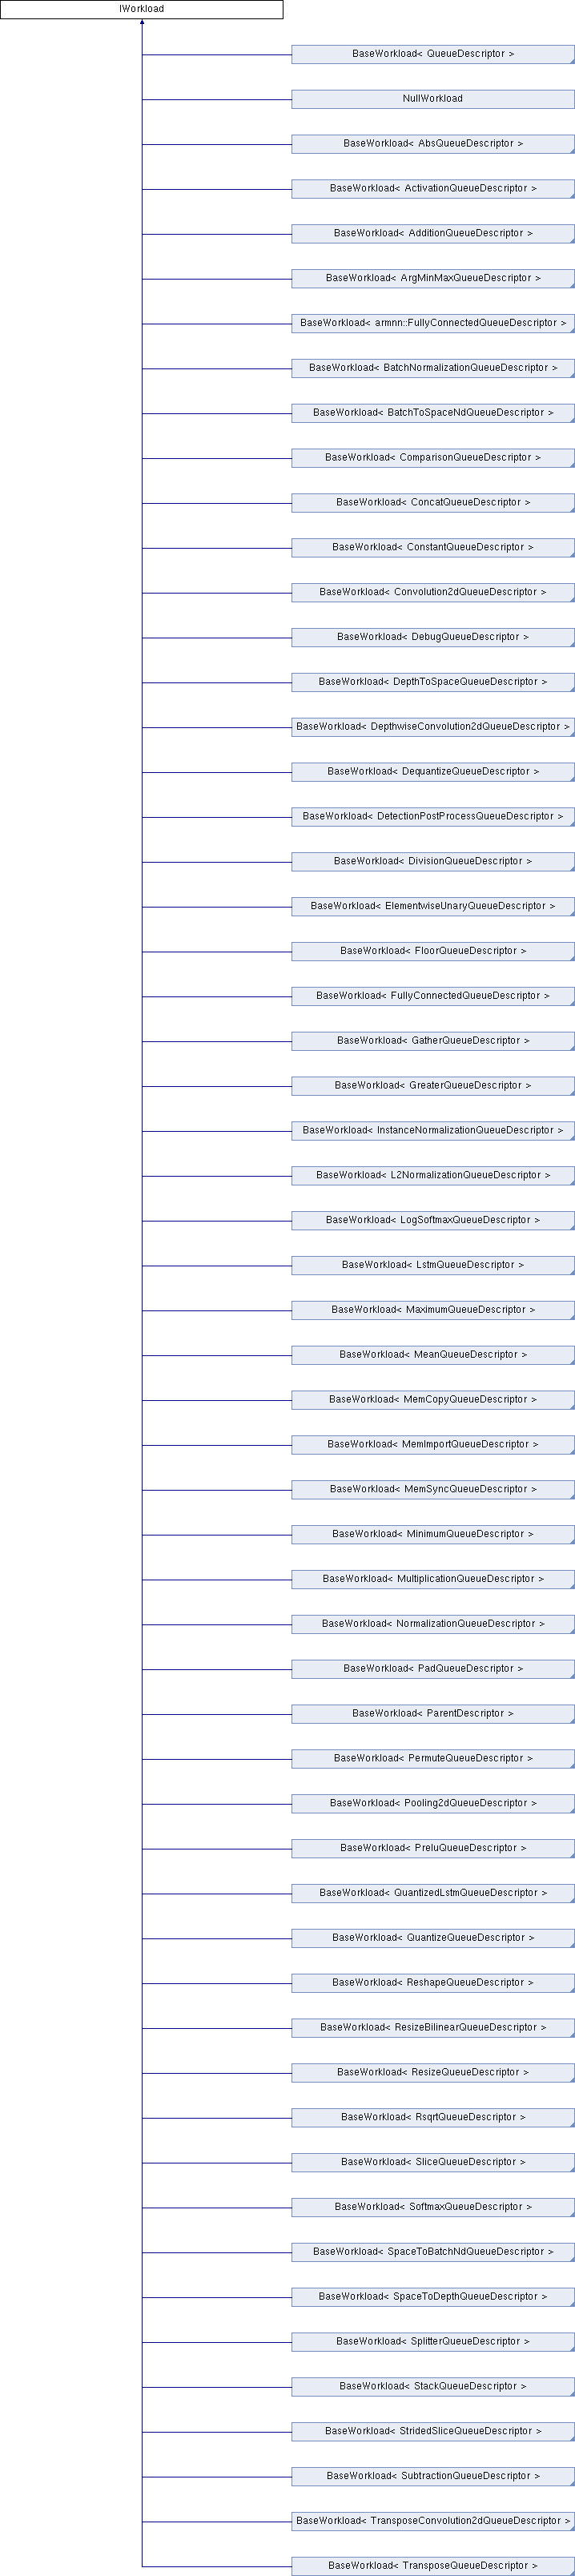 IWorkload
BaseWorkload< QueueDescriptor >
NullWorkload
BaseWorkload< AbsQueueDescriptor >
BaseWorkload< ActivationQueueDescriptor >
BaseWorkload< AdditionQueueDescriptor >
BaseWorkload< ArgMinMaxQueueDescriptor >
BaseWorkload< armnn::FullyConnectedQueueDescriptor >
BaseWorkload< BatchNormalizationQueueDescriptor >
BaseWorkload< BatchToSpaceNdQueueDescriptor >
BaseWorkload< ComparisonQueueDescriptor >
BaseWorkload< ConcatQueueDescriptor >
BaseWorkload< ConstantQueueDescriptor >
BaseWorkload< Convolution2dQueueDescriptor >
BaseWorkload< DebugQueueDescriptor >
BaseWorkload< DepthToSpaceQueueDescriptor >
BaseWorkload< DepthwiseConvolution2dQueueDescriptor >
BaseWorkload< DequantizeQueueDescriptor >
BaseWorkload< DetectionPostProcessQueueDescriptor >
BaseWorkload< DivisionQueueDescriptor >
BaseWorkload< ElementwiseUnaryQueueDescriptor >
BaseWorkload< FloorQueueDescriptor >
BaseWorkload< FullyConnectedQueueDescriptor >
BaseWorkload< GatherQueueDescriptor >
BaseWorkload< GreaterQueueDescriptor >
BaseWorkload< InstanceNormalizationQueueDescriptor >
BaseWorkload< L2NormalizationQueueDescriptor >
BaseWorkload< LogSoftmaxQueueDescriptor >
BaseWorkload< LstmQueueDescriptor >
BaseWorkload< MaximumQueueDescriptor >
BaseWorkload< MeanQueueDescriptor >
BaseWorkload< MemCopyQueueDescriptor >
BaseWorkload< MemImportQueueDescriptor >
BaseWorkload< MemSyncQueueDescriptor >
BaseWorkload< MinimumQueueDescriptor >
BaseWorkload< MultiplicationQueueDescriptor >
BaseWorkload< NormalizationQueueDescriptor >
BaseWorkload< PadQueueDescriptor >
BaseWorkload< ParentDescriptor >
BaseWorkload< PermuteQueueDescriptor >
BaseWorkload< Pooling2dQueueDescriptor >
BaseWorkload< PreluQueueDescriptor >
BaseWorkload< QuantizedLstmQueueDescriptor >
BaseWorkload< QuantizeQueueDescriptor >
BaseWorkload< ReshapeQueueDescriptor >
BaseWorkload< ResizeBilinearQueueDescriptor >
BaseWorkload< ResizeQueueDescriptor >
BaseWorkload< RsqrtQueueDescriptor >
BaseWorkload< SliceQueueDescriptor >
BaseWorkload< SoftmaxQueueDescriptor >
BaseWorkload< SpaceToBatchNdQueueDescriptor >
BaseWorkload< SpaceToDepthQueueDescriptor >
BaseWorkload< SplitterQueueDescriptor >
BaseWorkload< StackQueueDescriptor >
BaseWorkload< StridedSliceQueueDescriptor >
BaseWorkload< SubtractionQueueDescriptor >
BaseWorkload< TransposeConvolution2dQueueDescriptor >
BaseWorkload< TransposeQueueDescriptor >